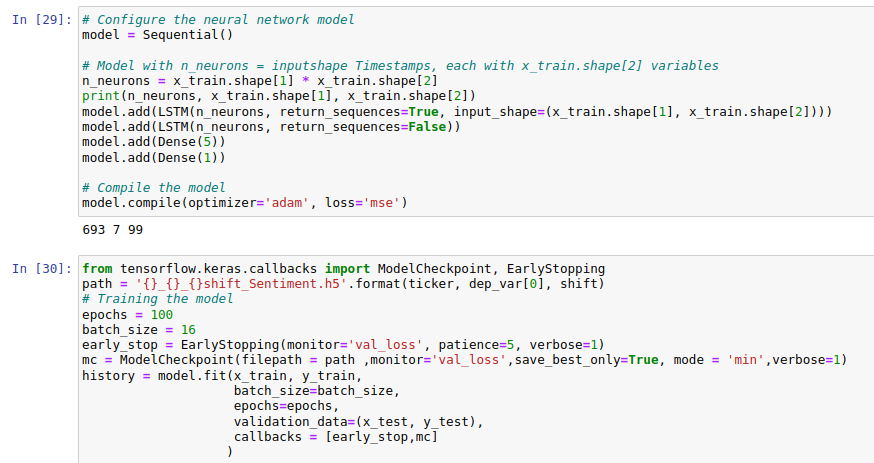 In [29]: # Configure the neural network model
model = Sequential()
# Model with n_neurons = inputshape Timestamps, each with x_train.shape[2] variables
n_neurons = x_train.shape[1] * x_train.shape[2]
print(n_neurons, x_train.shape[1], x_train.shape[2])
model.add(LSTM(n_neurons, return_sequences=True, input_shape=(x_train.shape[1], x_train.shape[2])))
model.add(LSTM(n_neurons, return_sequences=False))
model.add(Dense(5))
model.add(Dense(1))
# Compile the model
model.compile(optimizer='adam', loss='mse')
693 7 99
In [30]: from tensorflow.keras.callbacks import ModelCheckpoint, EarlyStopping
path = '{}_{}_{}shift_Sentiment.h5'.format(ticker, dep_var[0], shift)
# Training the model
epochs = 100
batch_size = 16
early_stop = EarlyStopping(monitor='val_loss', patience=5, verbose=1)
mc = ModelCheckpoint(filepath = path ,monitor='val_loss',save_best_only=True, mode = 'min',verbose=1)
history = model.fit(x_train, y_train,
batch_size=batch_size,
epochs=epochs,
validation_data=(x_test, y_test),
callbacks = [early_stop,mc]
)